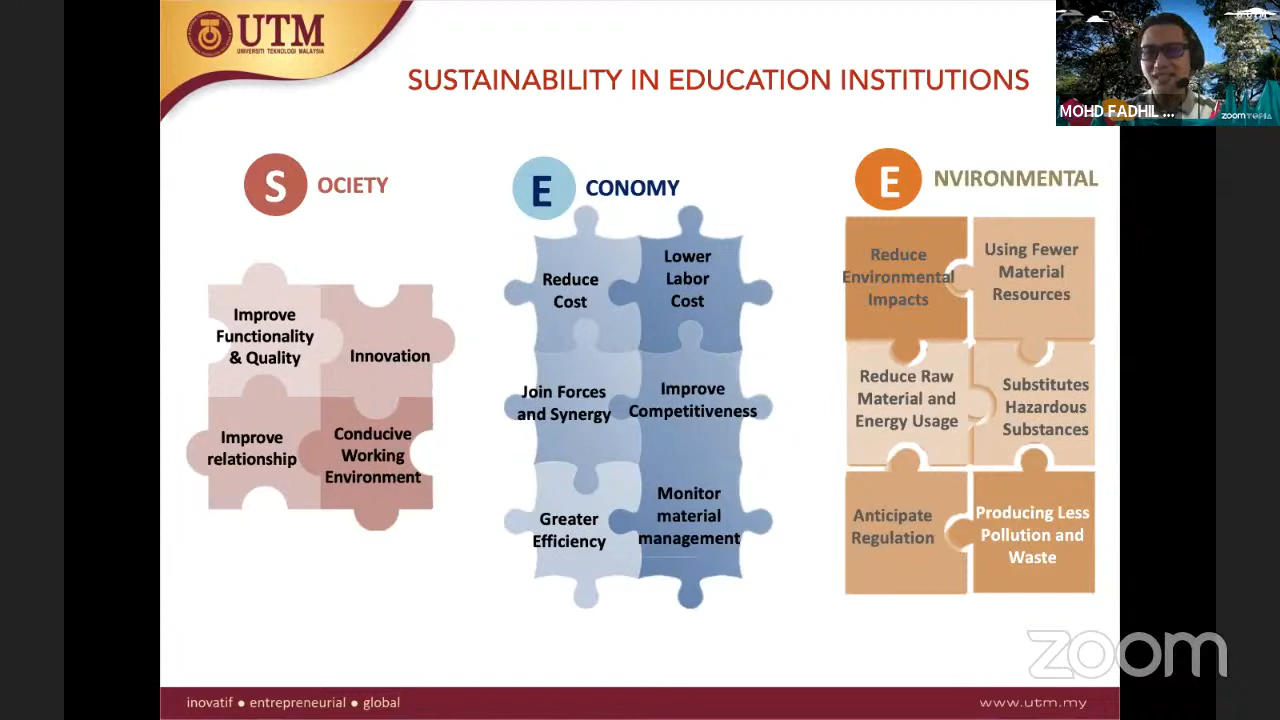 UTM
UNIVERSITI TEKNOLOGI MALAYSIA
SUSTAINABILITY IN EDUCATION INSTITUTIONS
MOHD FADHIL ...
ZOOMTOPIA
S OCIETY
Improve
Functionality
& Quality
Innovation
Improve
relationship
Conducive
Working
Environment
E CONOMY
Reduce
Cost
Lower
Labor
Cost
Join Forces
and Synergy
Improve
Competitiveness
Greater
Efficiency
Monitor
material
management
E NVIRONMENTAL
Reduce
Environmental
Impacts
Using Fewer
Material
Resources
Reduce Raw
Material and
Energy Usage
Substitutes
Hazardous
Substances
Anticipate
Regulation
Producing Less
Pollution and
Waste
zoom
inovatif ● entrepreneurial ● global
www.utm.my